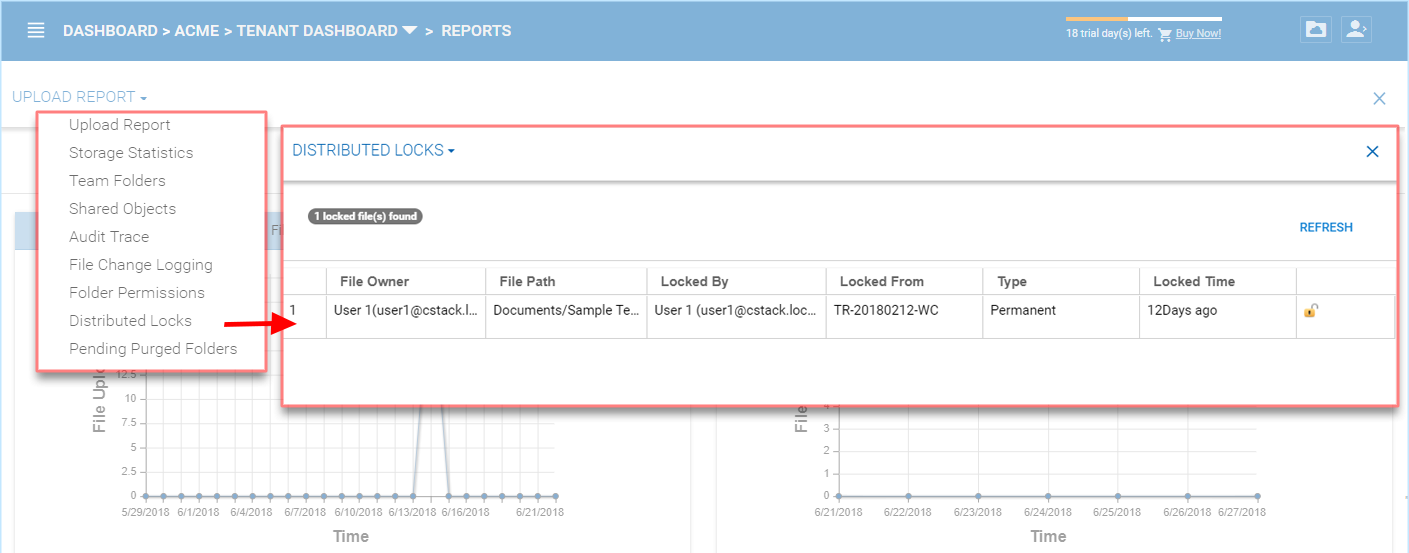 DASHBOARD > ACME > TENANT DASHBOARD > REPORTS
18 trial day(s) left. Buy Now!
UPLOAD REPORT
Upload Report
Storage Statistics
Team Folders
Shared Objects
Audit Trace
File Change Logging
Folder Permissions
Distributed Locks
Pending Purged Folders
DISTRIBUTED LOCKS
1 locked file(s) found
REFRESH
File Owner File Path Locked By Locked From Type Locked Time
1 User 1(user1@cstack.l... Documents/Sample Te... User 1 (user1@cstack.loc... TR-20180212-WC Permanent 12Days ago
12.5
10
7.5
5
2.5
0
5/29/2018 6/1/2018 6/4/2018 6/7/2018 6/10/2018 6/13/2018 6/16/2018 6/21/2018
Time
File
4
3
2
1
0
6/21/2018 6/22/2018 6/23/2018 6/24/2018 6/25/2018 6/26/2018 6/27/2018
Time